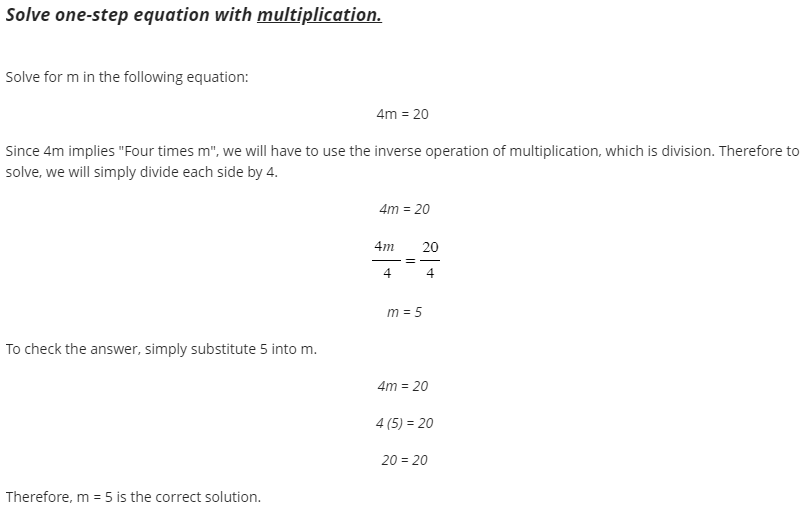 Solve one-step equation with multiplication.
Solve for m in the following equation:
4m = 20
Since 4m implies "Four times m", we will have to use the inverse operation of multiplication, which is division. Therefore to
solve, we will simply divide each side by 4.
4m = 20
4m/4 = 20/4
m = 5
To check the answer, simply substitute 5 into m.
4m = 20
4 (5) = 20
20 = 20
Therefore, m = 5 is the correct solution.